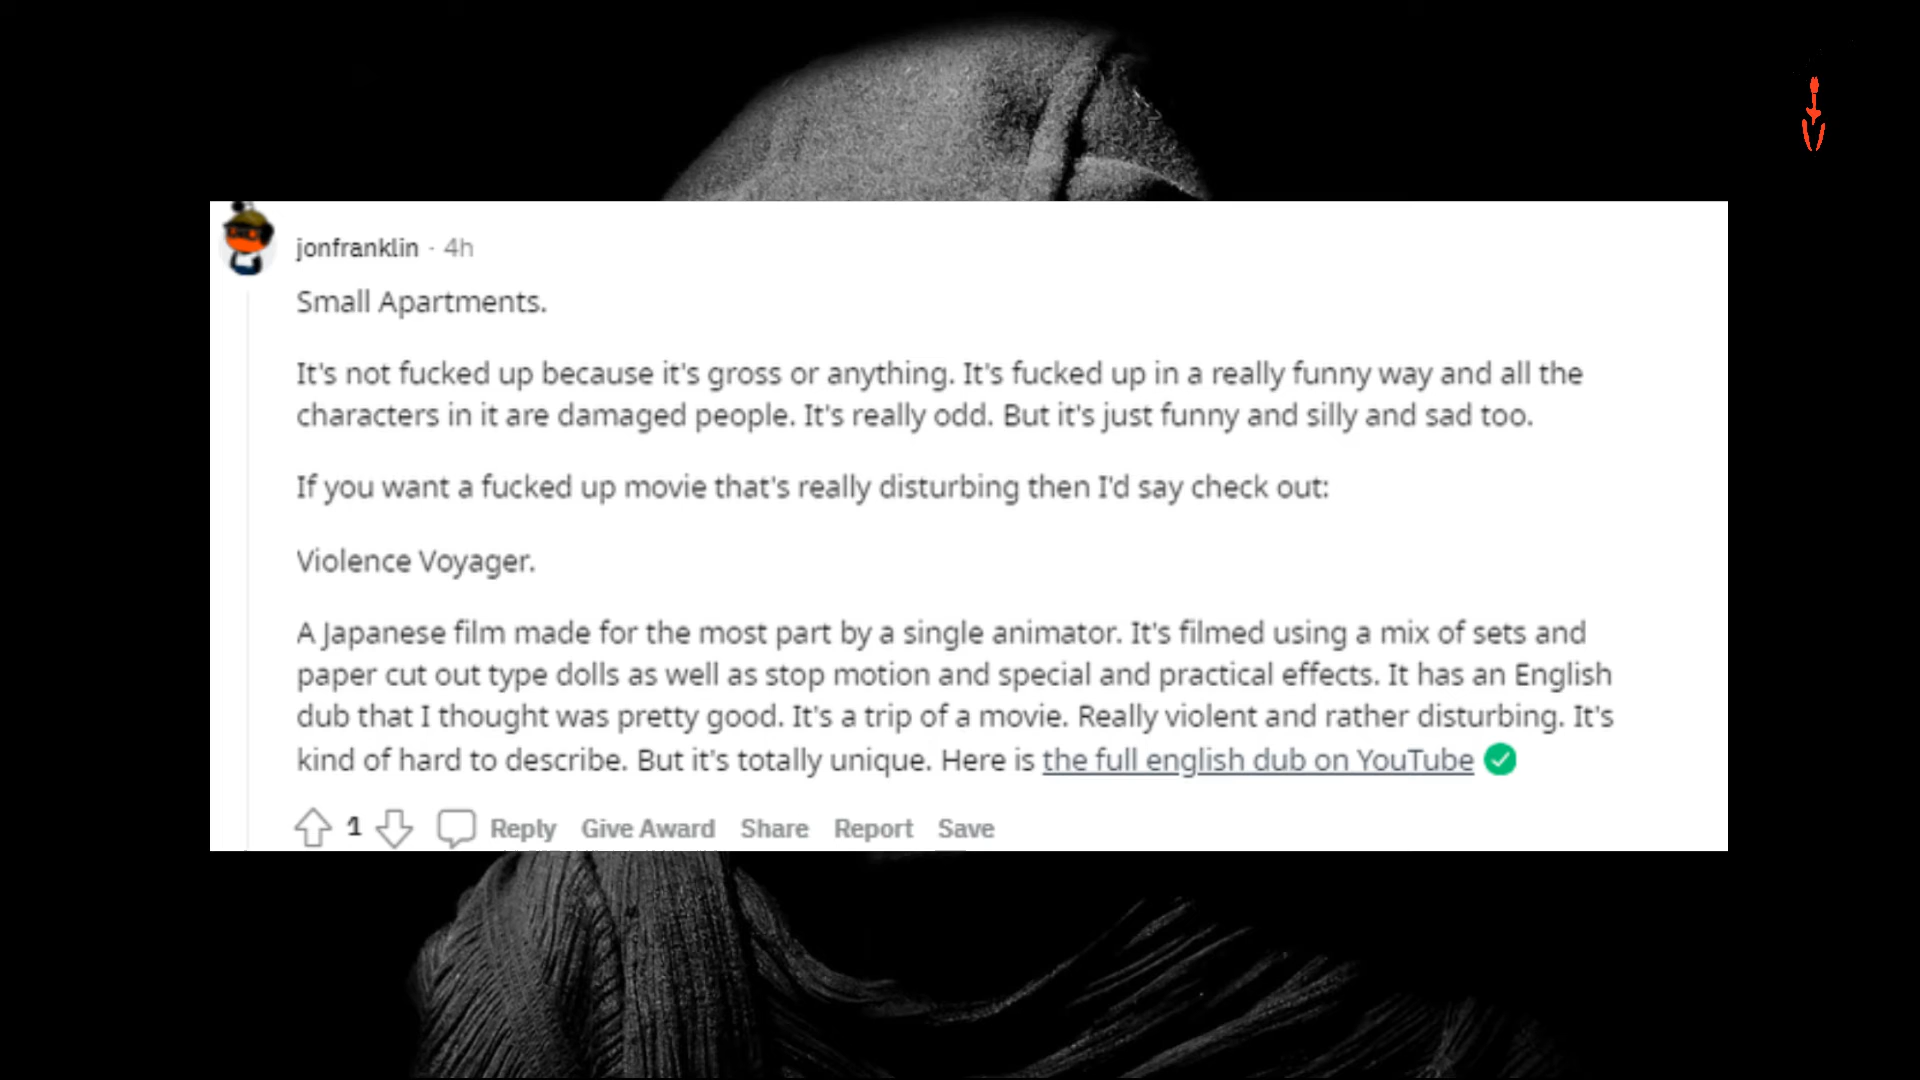 jonfranklin · 4h
Small Apartments.
It's not fucked up because it's gross or anything. It's fucked up in a really funny way and all the
characters in it are damaged people. It's really odd. But it's just funny and silly and sad too.
If you want a fucked up movie that's really disturbing then I'd say check out:
Violence Voyager.
A Japanese film made for the most part by a single animator. It's filmed using a mix of sets and
paper cut out type dolls as well as stop motion and special and practical effects. It has an English
dub that I thought was pretty good. It's a trip of a movie. Really violent and rather disturbing. It's
kind of hard to describe. But it's totally unique. Here is the full english dub on YouTube
1 Reply Give Award Share Report Save